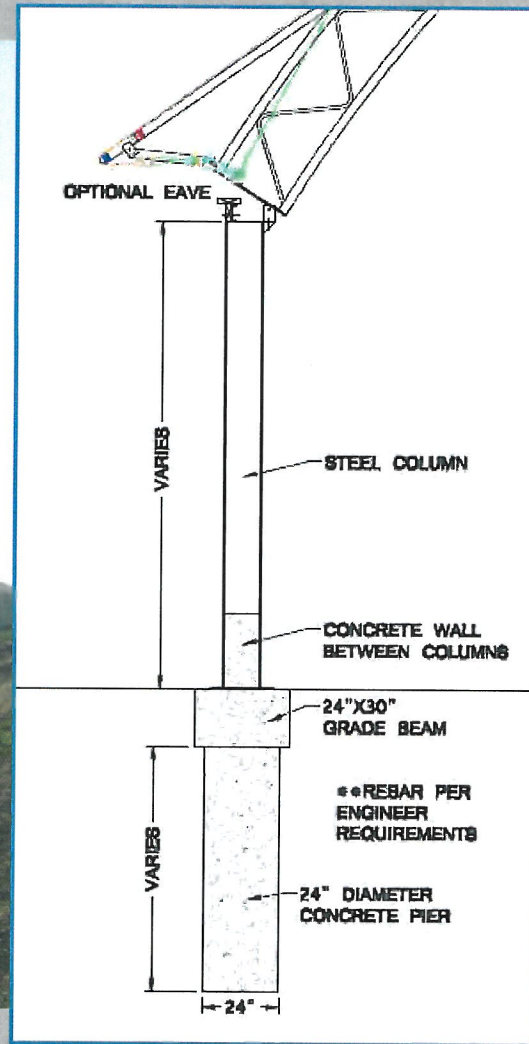 OPTIONAL EAVE
VARIES
STEEL COLUMN
CONCRETE WALL
BETWEEN COLUMNS
24"X30"
GRADE BEAM
**REBAR PER
ENGINEER
REQUIREMENTS
VARIES
24" DIAMETER
CONCRETE PIER
24"